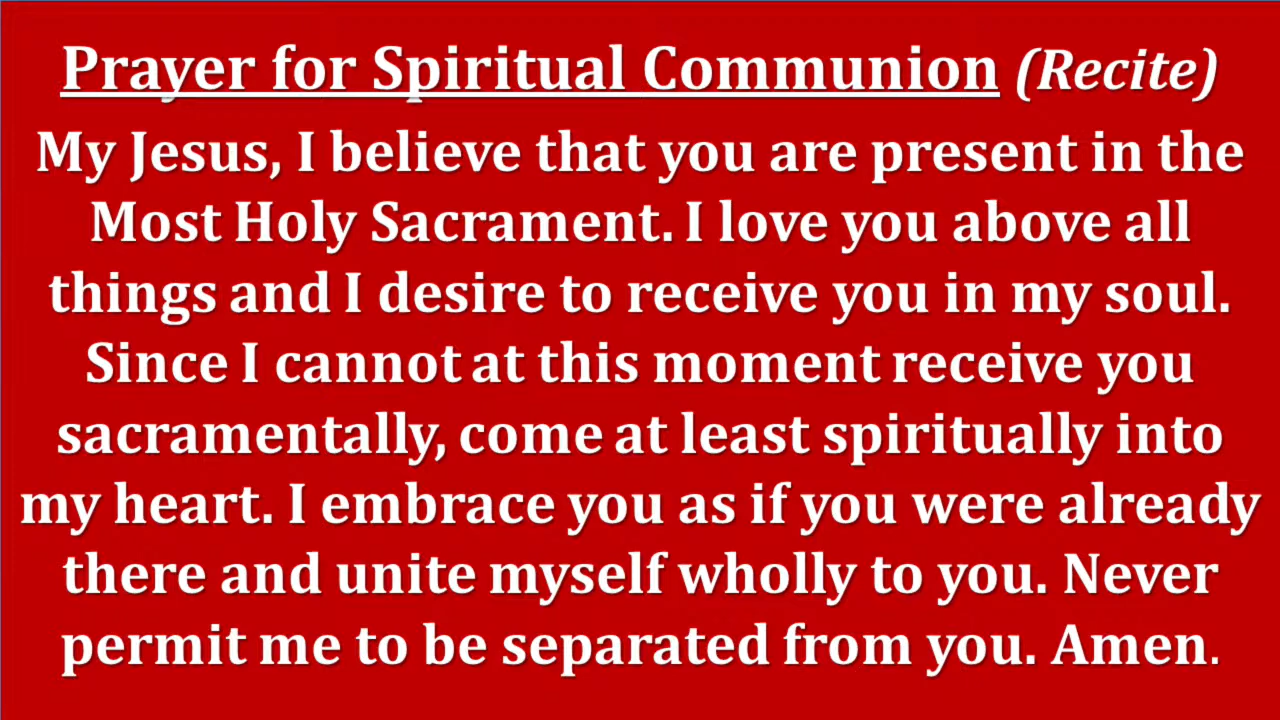 Prayer for Spiritual Communion (Recite)
My Jesus, I believe that you are present in the
Most Holy Sacrament. I love you above all
things and I desire to receive you in my soul.
Since I cannot at this moment receive you
sacramentally, come at least spiritually into
my heart. I embrace you as if you were already
there and unite myself wholly to you. Never
permit me to be separated from you. Amen.